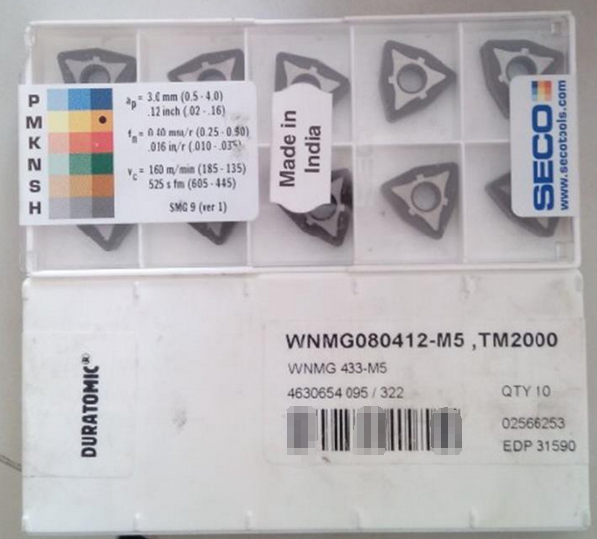 P
M
K
N
S
H
ap = 3.0 mm (0.5 - 4.0)
.12 inch (.02 - .16)
fn = 0.40 mm/r (0.25 - 0.90)
.016 in/r (.010 - .035)
vc = 160 m/min (185 - 135)
525 s fm (605 - 445)
SMG 9 (ver 1)
Made in
India
SECO
www.secotools.com
DURATOMIC®
WNMG080412-M5 ,TM2000
WNMG 433-M5
4630654 095 / 322
QTY 10
02566253
EDP 31590